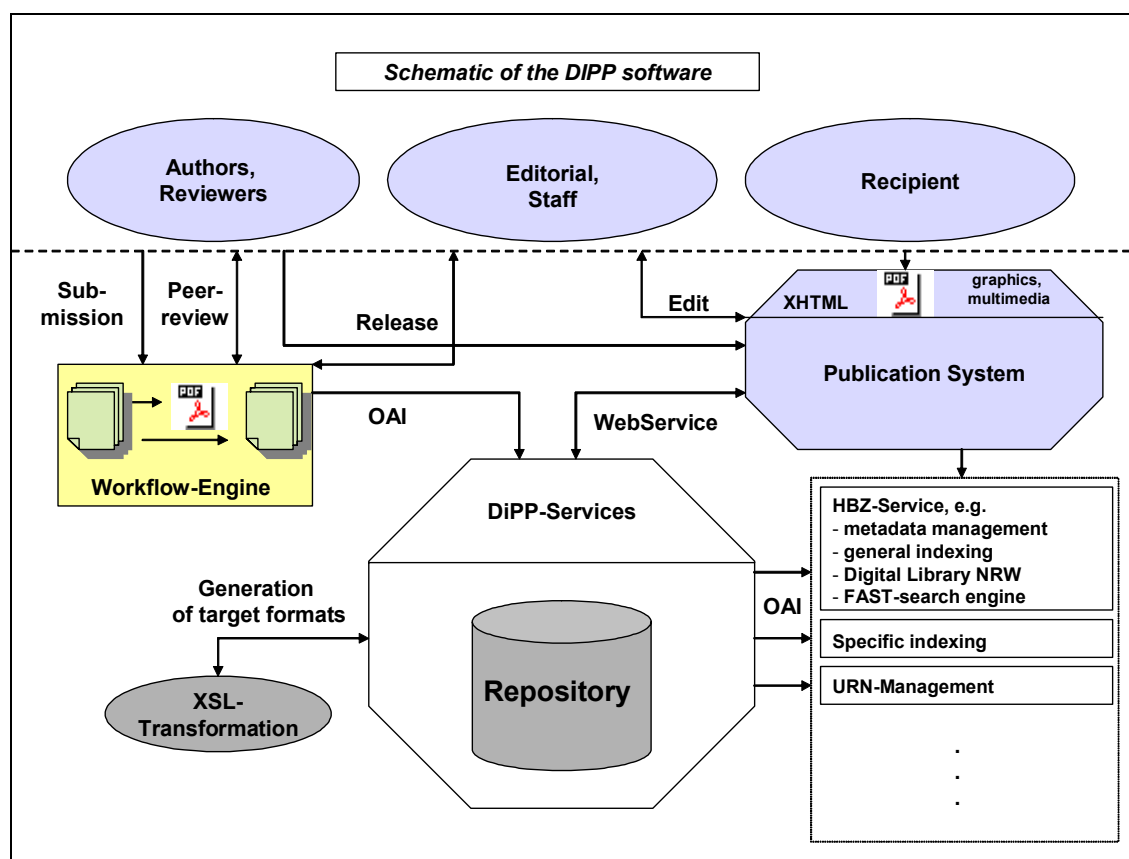 Schematic of the DIPP software
Authors,
Reviewers
Editorial,
Staff
Recipient
Sub-
mission
Peer-
review
Release
Edit
XHTML
PDF
graphics,
multimedia
Publication System
PDF
Workflow-Engine
OAI
WebService
DiPP-Services
Repository
Generation
of target formats
XSL-
Transformation
OAI
HBZ-Service, e.g.
- metadata management
- general indexing
- Digital Library NRW
- FAST-search engine
Specific indexing
URN-Management
.
.
.